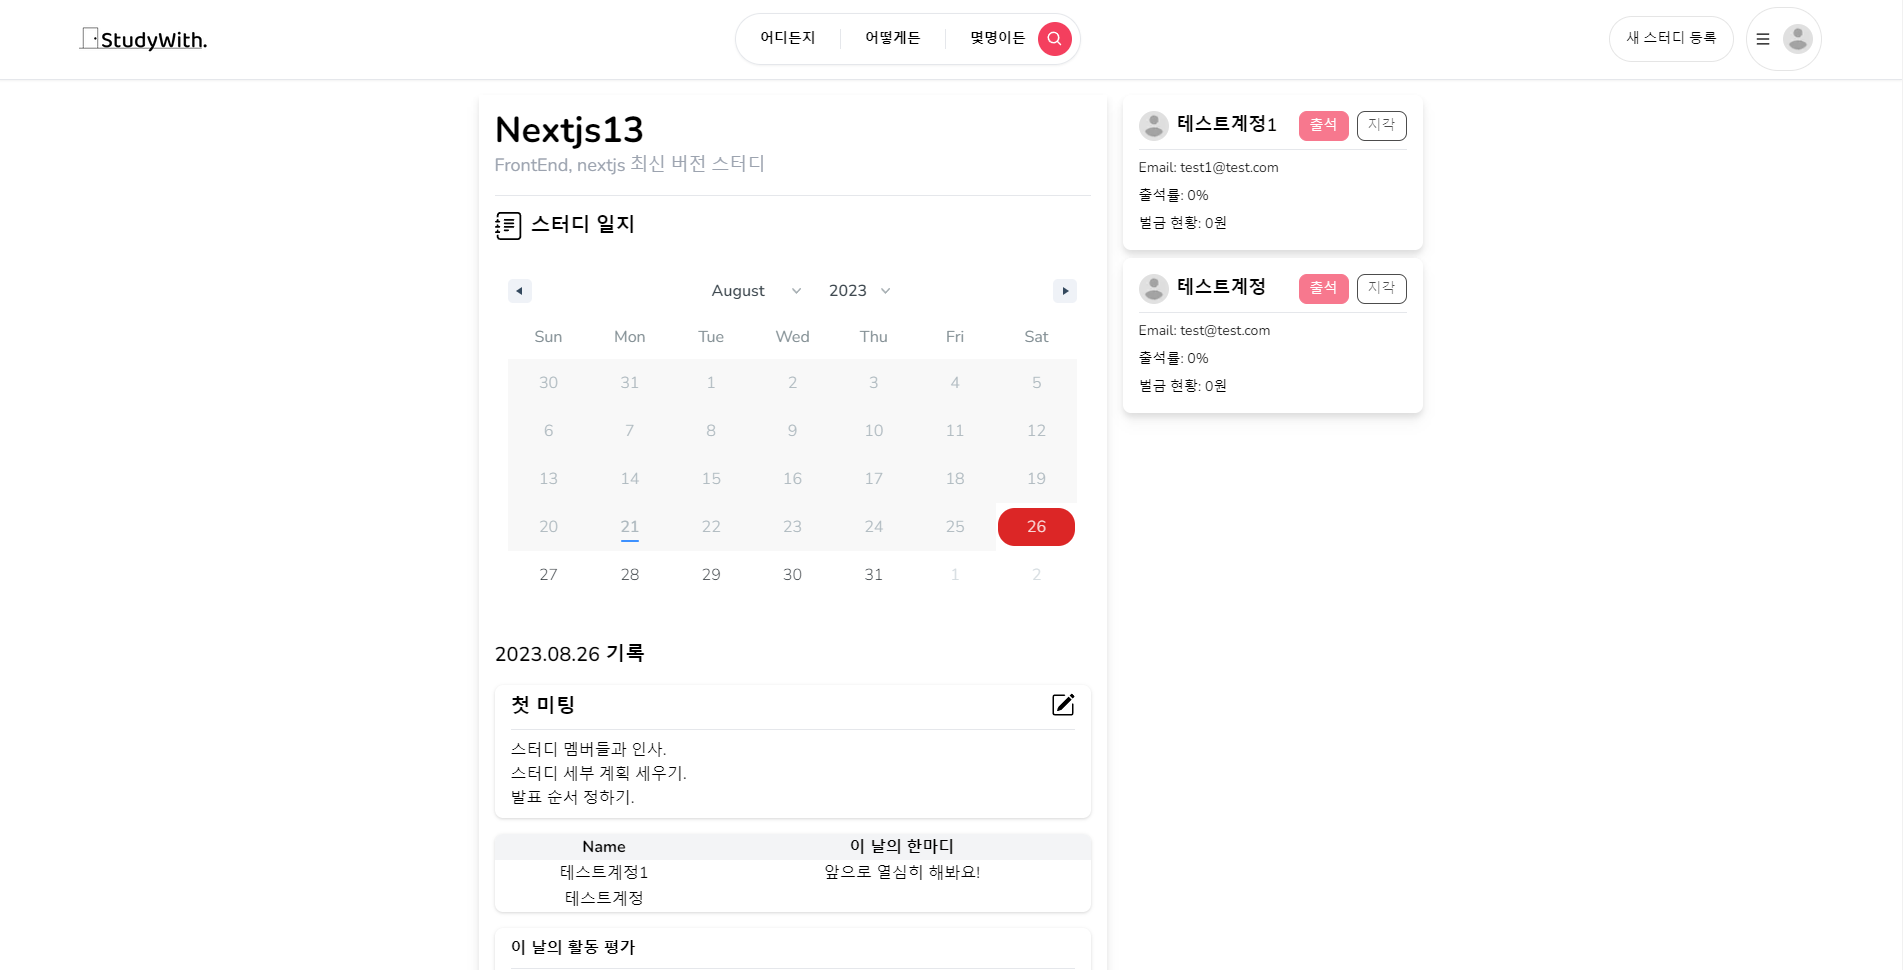 StudyWith.
어디든지 어떻게든 몇명이든
새 스터디 등록
Nextjs13
FrontEnd, nextjs 최신 버전 스터디
스터디 일지
August 2023
Sun Mon Tue Wed Thu Fri Sat
30 31 1 2 3 4 5
6 7 8 9 10 11 12
13 14 15 16 17 18 19
20 21 22 23 24 25 26
27 28 29 30 31 1 2
2023.08.26 기록
첫 미팅
스터디 멤버들과 인사.
스터디 세부 계획 세우기.
발표 순서 정하기.
Name 이 날의 한마디
테스트계정1 앞으로 열심히 해봐요!
테스트계정
이 날의 활동 평가
테스트계정1 출석 지각
Email: test1@test.com
출석률: 0%
벌금 현황: 0원
테스트계정 출석 지각
Email: test@test.com
출석률: 0%
벌금 현황: 0원